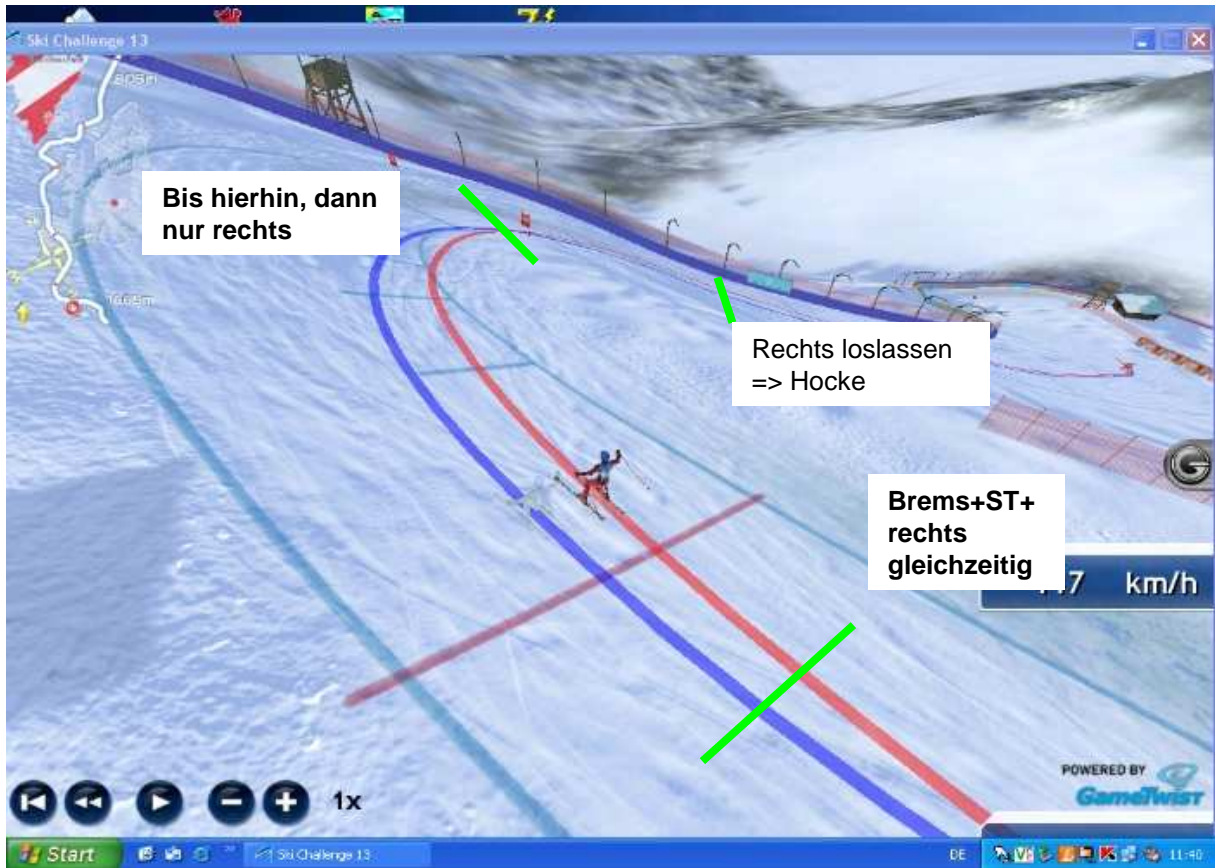 Ski Challenge 13
805m
Bis hierhin, dann
nur rechts
Rechts loslassen
=> Hocke
Brems+ST+
rechts
gleichzeitig
km/h
POWERED BY
GameTwist
1x
Start
Ski Challenge 13
DE
11:40